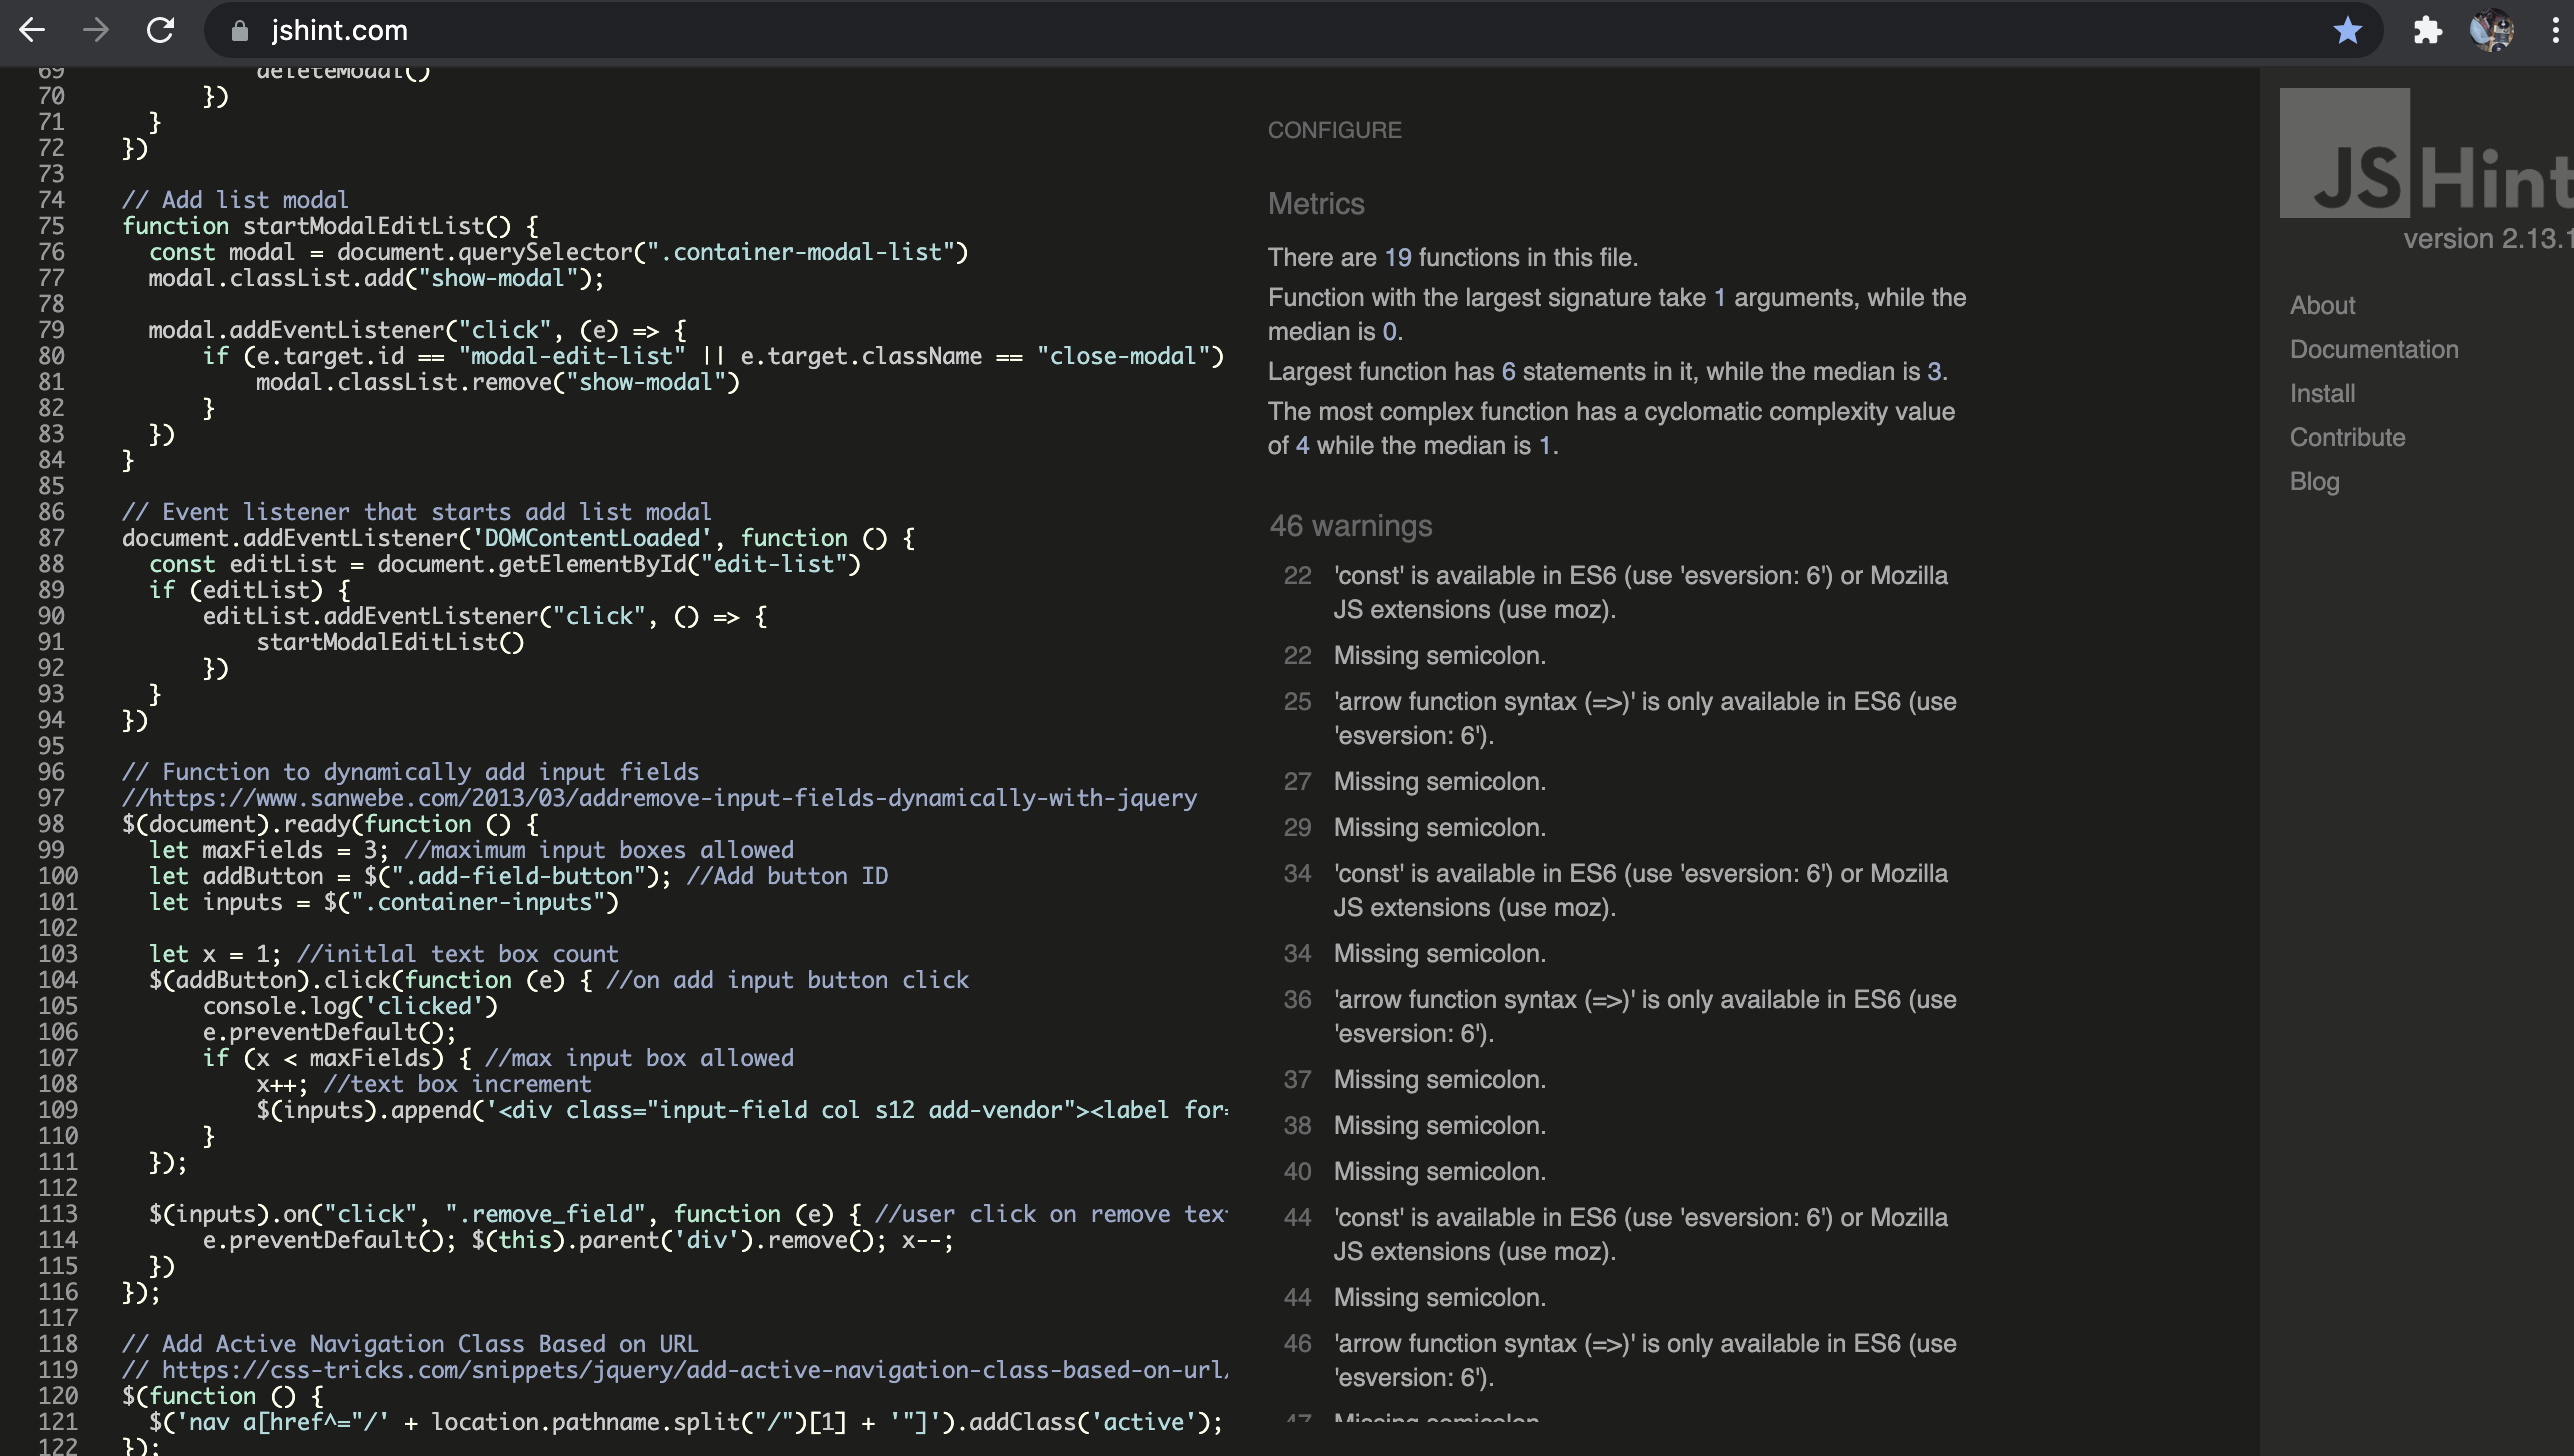 jshint.com
69 deleteModal()
70 })
71 }
72 })
73
74 // Add list modal
75 function startModalEditList() {
76 const modal = document.querySelector(".container-modal-list")
77 modal.classList.add("show-modal");
78
79 modal.addEventListener("click", (e) => {
80 if (e.target.id == "modal-edit-list" || e.target.className == "close-modal")
81 modal.classList.remove("show-modal")
82 }
83 })
84 }
85
86 // Event listener that starts add list modal
87 document.addEventListener('DOMContentLoaded', function () {
88 const editList = document.getElementById("edit-list")
89 if (editList) {
90 editList.addEventListener("click", () => {
91 startModalEditList()
92 })
93 }
94 })
95
96 // Function to dynamically add input fields
97 //https://www.sanwebe.com/2013/03/addremove-input-fields-dynamically-with-jquery
98 $(document).ready(function () {
99 let maxFields = 3; //maximum input boxes allowed
100 let addButton = $(".add-field-button"); //Add button ID
101 let inputs = $(".container-inputs")
102
103 let x = 1; //initlal text box count
104 $(addButton).click(function (e) { //on add input button click
105 console.log('clicked')
106 e.preventDefault();
107 if (x < maxFields) { //max input box allowed
108 x++; //text box increment
109 $(inputs).append('<div class="input-field col s12 add-vendor"><label for=
110 }
111 });
112
113 $(inputs).on("click", ".remove_field", function (e) { //user click on remove tex
114 e.preventDefault(); $(this).parent('div').remove(); x--;
115 })
116 });
117
118 // Add Active Navigation Class Based on URL
119 // https://css-tricks.com/snippets/jquery/add-active-navigation-class-based-on-url/
120 $(function () {
121 $('nav a[href^="/' + location.pathname.split("/")[1] + '"]').addClass('active');
122 });
CONFIGURE
Metrics
There are 19 functions in this file.
Function with the largest signature take 1 arguments, while the
median is 0.
Largest function has 6 statements in it, while the median is 3.
The most complex function has a cyclomatic complexity value
of 4 while the median is 1.
46 warnings
22 'const' is available in ES6 (use 'esversion: 6') or Mozilla
JS extensions (use moz).
22 Missing semicolon.
25 'arrow function syntax (=>)' is only available in ES6 (use
'esversion: 6').
27 Missing semicolon.
29 Missing semicolon.
34 'const' is available in ES6 (use 'esversion: 6') or Mozilla
JS extensions (use moz).
34 Missing semicolon.
36 'arrow function syntax (=>)' is only available in ES6 (use
'esversion: 6').
37 Missing semicolon.
38 Missing semicolon.
40 Missing semicolon.
44 'const' is available in ES6 (use 'esversion: 6') or Mozilla
JS extensions (use moz).
44 Missing semicolon.
46 'arrow function syntax (=>)' is only available in ES6 (use
'esversion: 6').
47 Missing semicolon
JSHint
version 2.13.1
About
Documentation
Install
Contribute
Blog